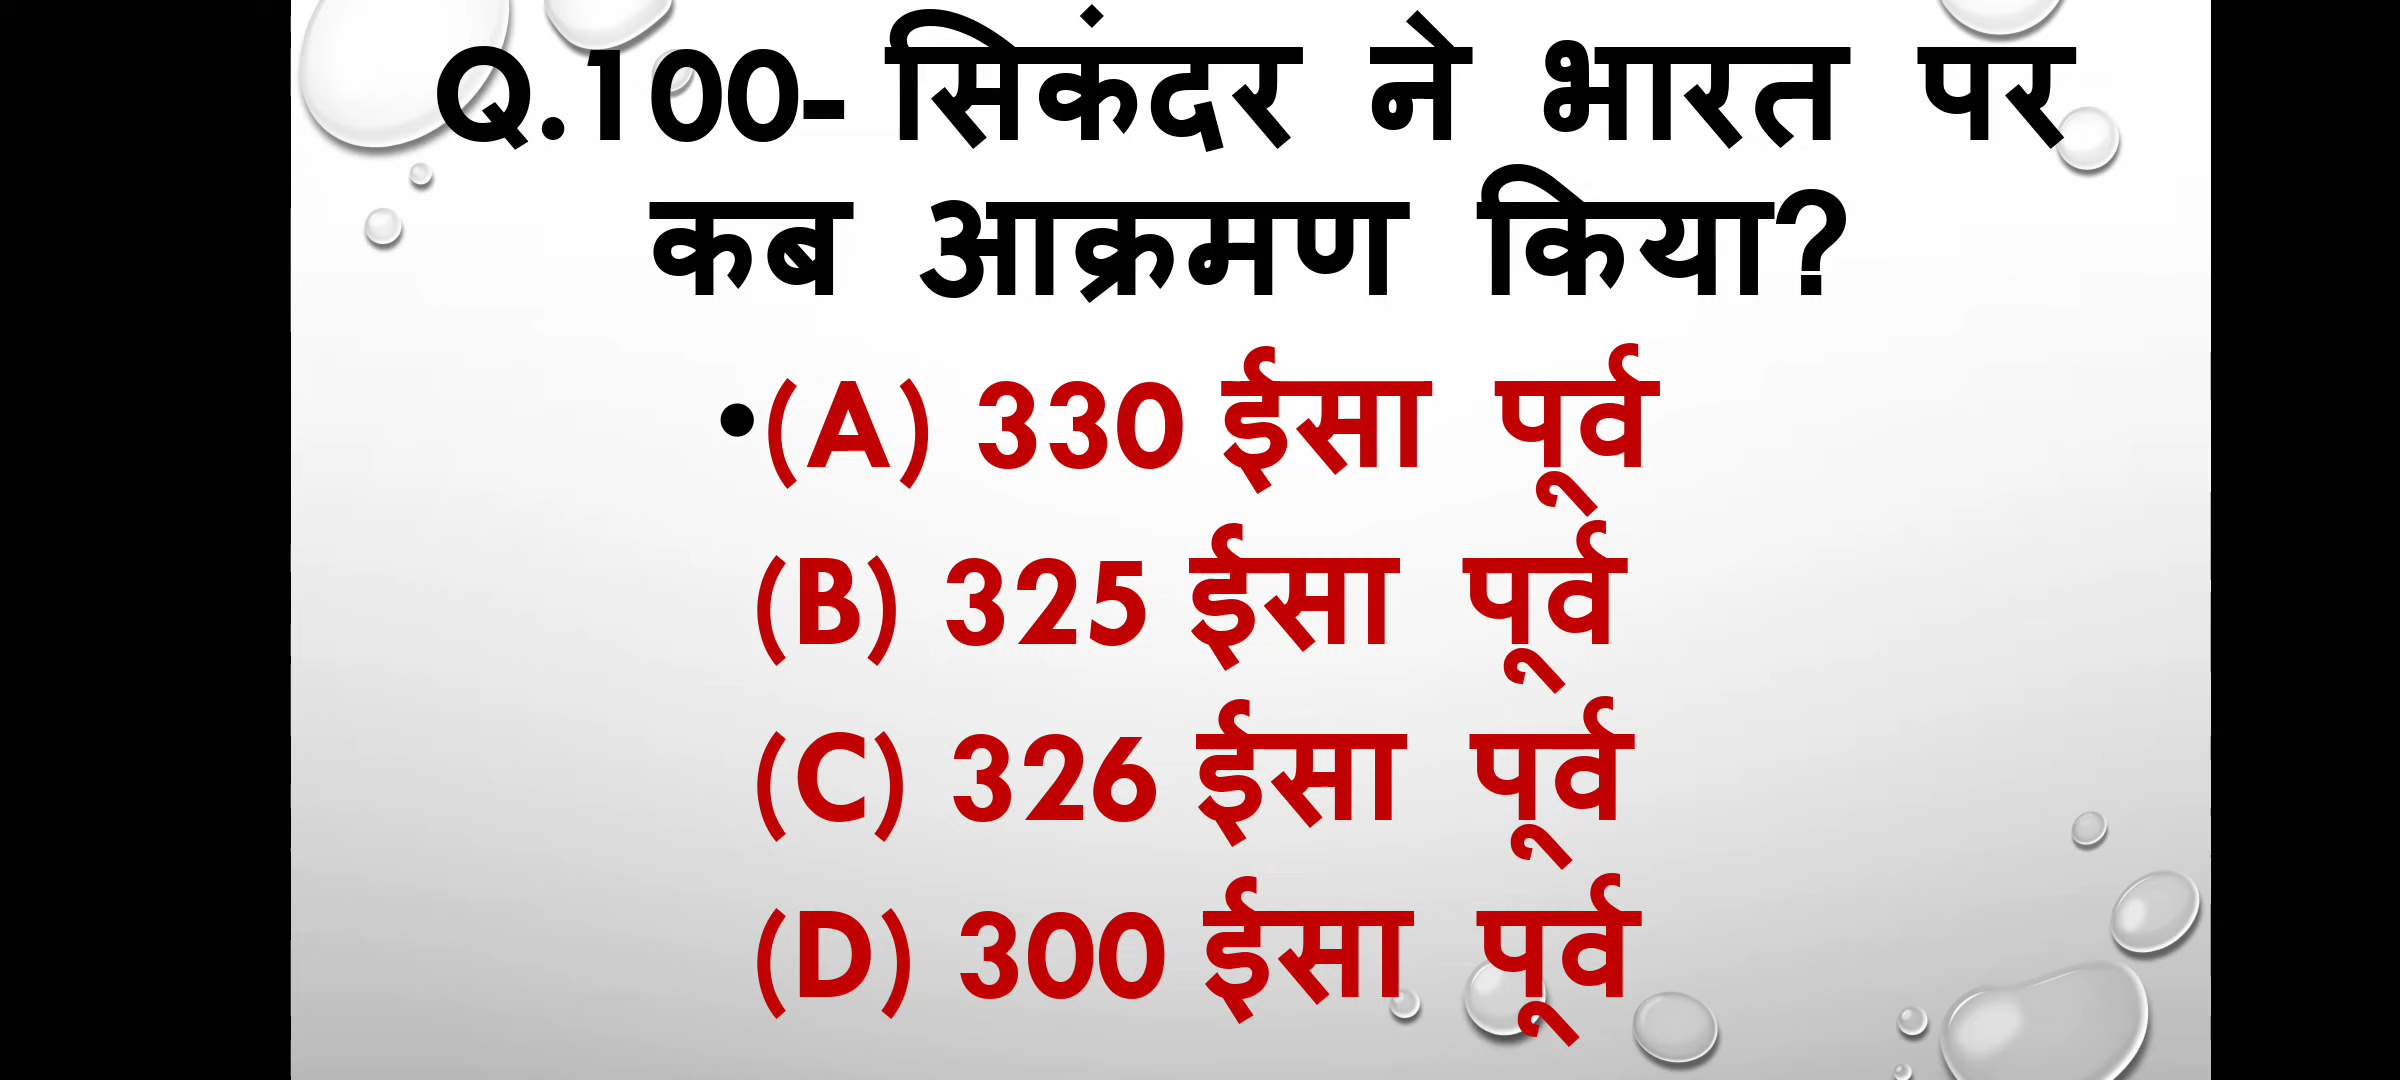 Q.100- सिकंदर ने भारत पर
कब आक्रमण किया?
•(A) 330 ईसा पूर्व
(B) 325 ईसा पूर्व
(C) 326 ईसा पूर्व
(D) 300 ईसा पूर्व